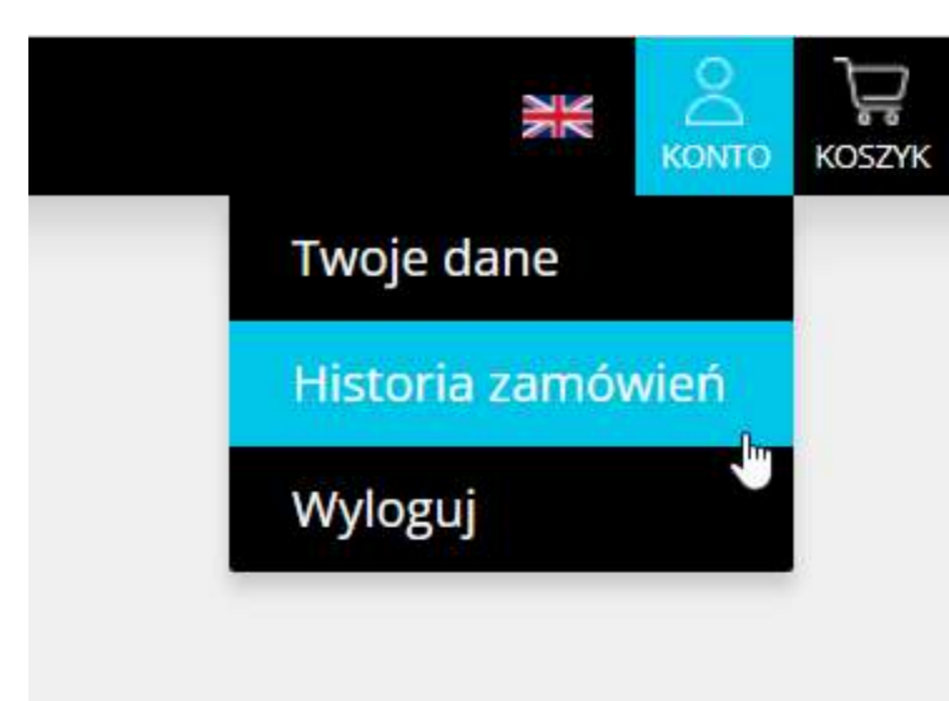 KONTO
KOSZYK
Twoje dane
Historia zamówień
Wyloguj